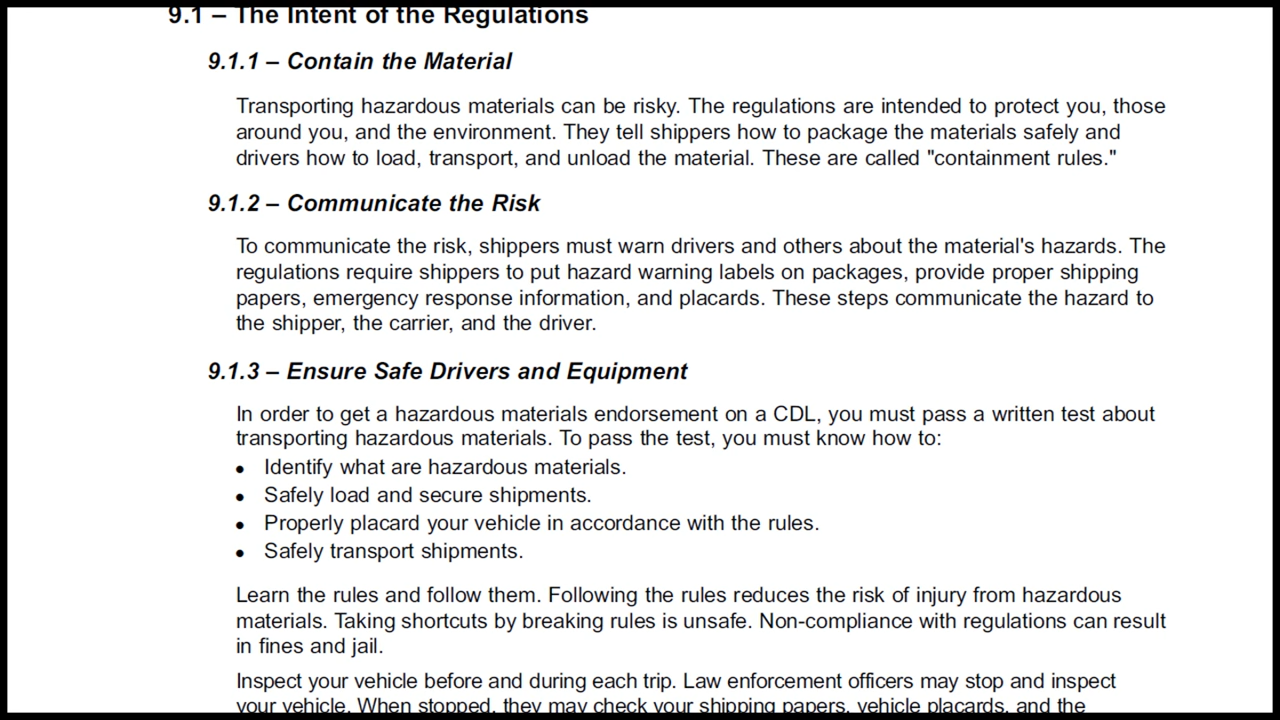 9.1 – The Intent of the Regulations
9.1.1 – Contain the Material
Transporting hazardous materials can be risky. The regulations are intended to protect you, those
around you, and the environment. They tell shippers how to package the materials safely and
drivers how to load, transport, and unload the material. These are called "containment rules."
9.1.2 – Communicate the Risk
To communicate the risk, shippers must warn drivers and others about the material's hazards. The
regulations require shippers to put hazard warning labels on packages, provide proper shipping
papers, emergency response information, and placards. These steps communicate the hazard to
the shipper, the carrier, and the driver.
9.1.3 – Ensure Safe Drivers and Equipment
In order to get a hazardous materials endorsement on a CDL, you must pass a written test about
transporting hazardous materials. To pass the test, you must know how to:
• Identify what are hazardous materials.
• Safely load and secure shipments.
• Properly placard your vehicle in accordance with the rules.
• Safely transport shipments.
Learn the rules and follow them. Following the rules reduces the risk of injury from hazardous
materials. Taking shortcuts by breaking rules is unsafe. Non-compliance with regulations can result
in fines and jail.
Inspect your vehicle before and during each trip. Law enforcement officers may stop and inspect
your vehicle. When stopped, they may check your shipping papers, vehicle placards, and the